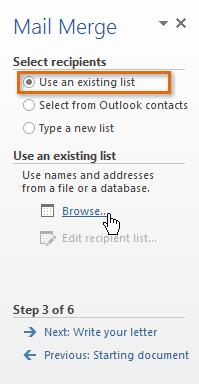 Mail Merge
Select recipients
Use an existing list
Select from Outlook contacts
Type a new list
Use an existing list
Use names and addresses
from a file or a database.
Browse...
Edit recipient list...
Step 3 of 6
Next: Write your letter
Previous: Starting document